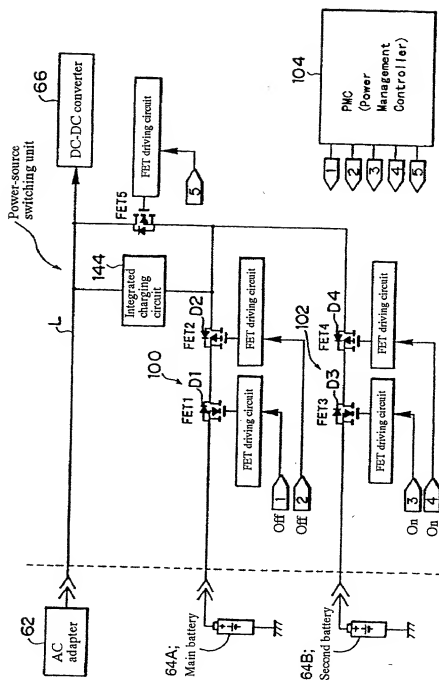 Power-source
switching unit
66
DC-DC converter
62
AC
adapter
L
144
Integrated
charging
circuit
FET5
FET driving circuit
5
104
PMC
(Power
Management
Controller)
1
2
3
4
5
100
FET1
D1
FET2
D2
FET driving circuit
FET driving circuit
Off
1
Off
2
64A;
Main battery
102
FET3
D3
FET4
D4
FET driving circuit
FET driving circuit
On
3
On
4
64B;
Second battery